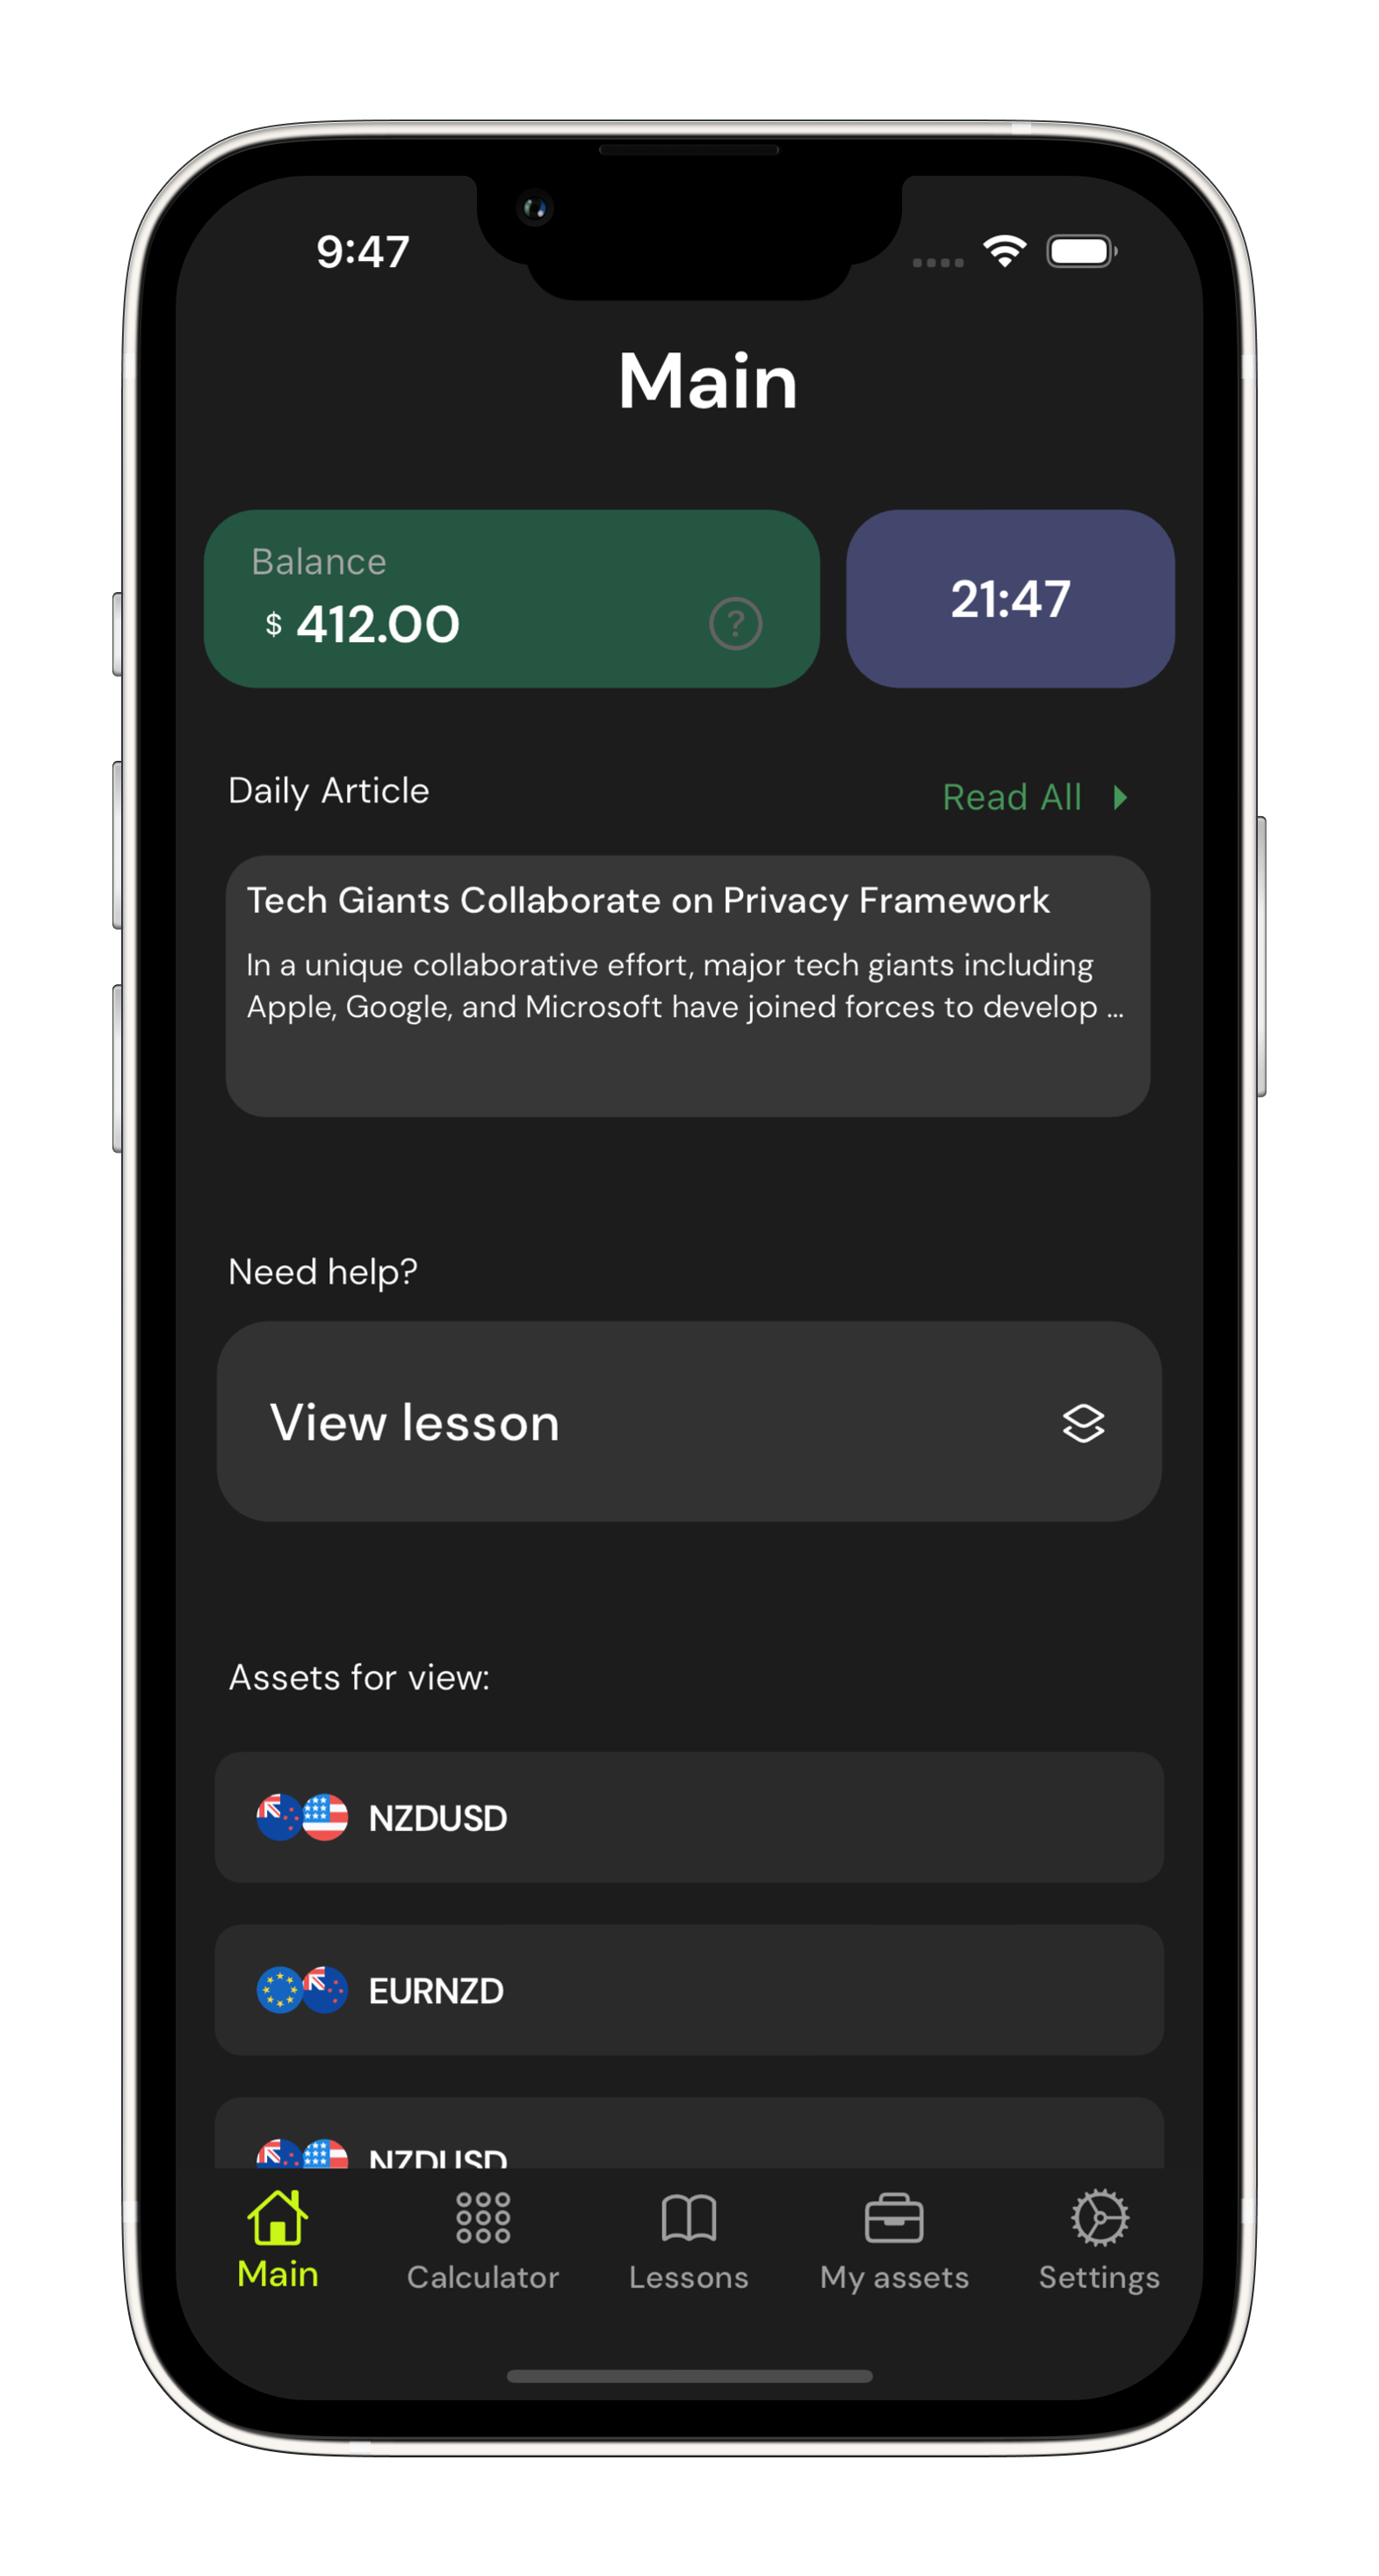 9:47
Main
Balance
$ 412.00
?
21:47
Daily Article
Read All
Tech Giants Collaborate on Privacy Framework
In a unique collaborative effort, major tech giants including
Apple, Google, and Microsoft have joined forces to develop ...
Need help?
View lesson
Assets for view:
NZDUSD
EURNZD
NZDUSD
Main
Calculator
Lessons
My assets
Settings